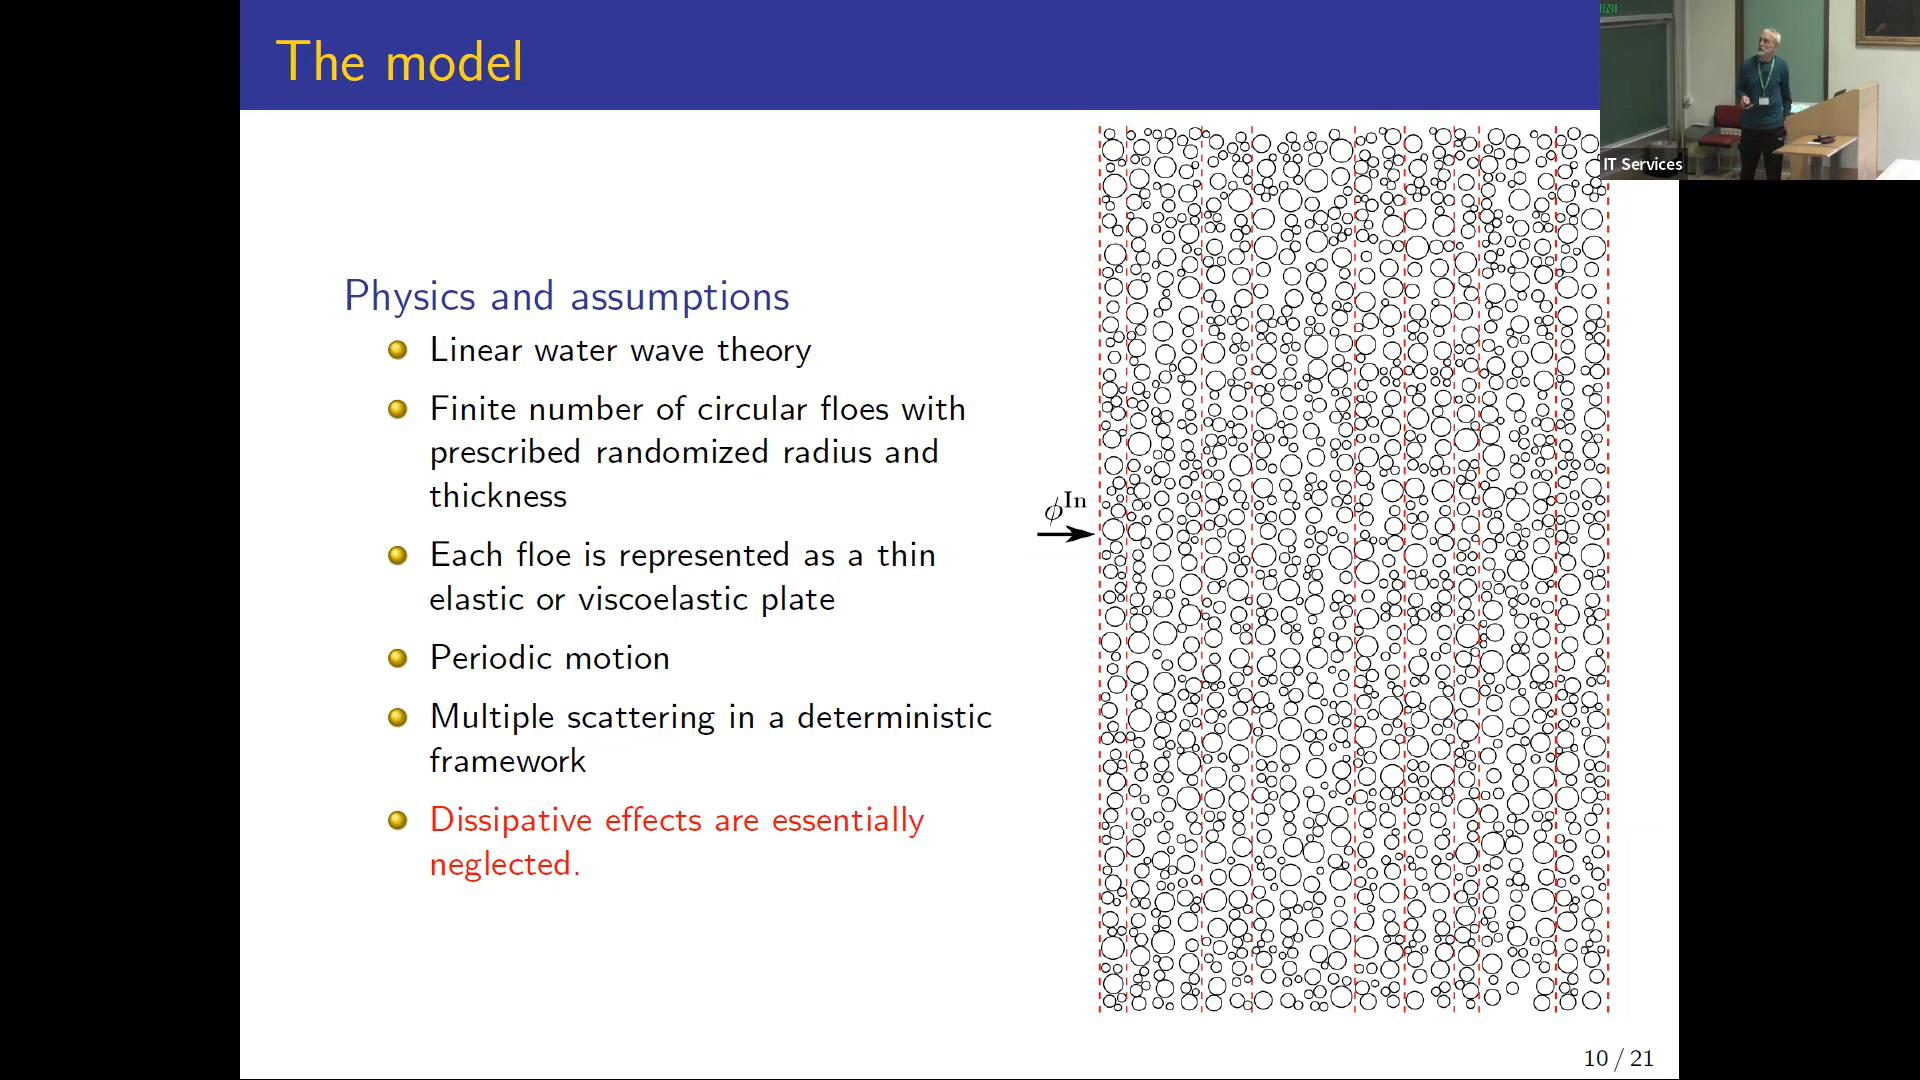 The model
INI
IT Services
Physics and assumptions
Linear water wave theory
Finite number of circular floes with
prescribed randomized radius and
thickness
Each floe is represented as a thin
elastic or viscoelastic plate
Periodic motion
Multiple scattering in a deterministic
framework
Dissipative effects are essentially
neglected.
ϕ^In
10 / 21